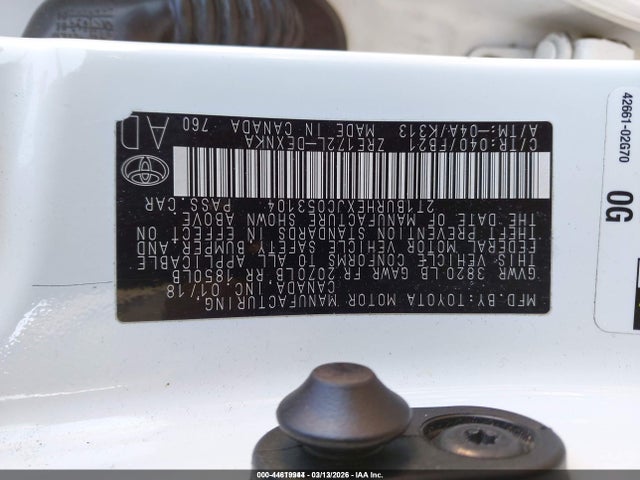 MFD.BY:TOYOTA MOTOR MANUFACTURING
CANADA, INC. 01/18
GVWR 3820LB GAWR FR 2020LB RR 1850LB
THIS VEHICLE CONFORMS TO ALL APPLICABLE
FEDERAL MOTOR VEHICLE SAFETY, BUMPER, AND
THEFT PREVENTION STANDARDS IN EFFECT ON
THE DATE OF MANUFACTURE SHOWN ABOVE.
2T1BURHEXJC053104 PASS. CAR
C/TR:040/FB21 ZRE172L-DEXNKA
A/TM:-04A/K313 MADE IN CANADA 760
AD
42661-02G70
0G
03/13/2026 - IAA Inc.